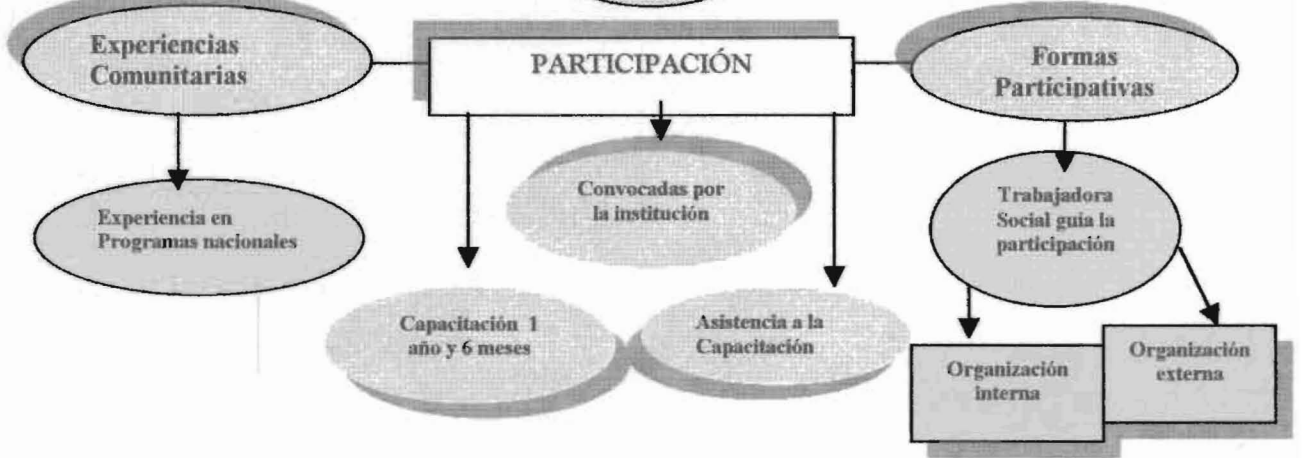 Experiencias
Comunitarias
PARTICIPACIÓN
Formas
Participativas
Convocadas por
la institución
Experiencia en
Programas nacionales
Trabajadora
Social guía la
participación
Capacitación 1
año y 6 meses
Asistencia a la
Capacitación
Organización
interna
Organización
externa